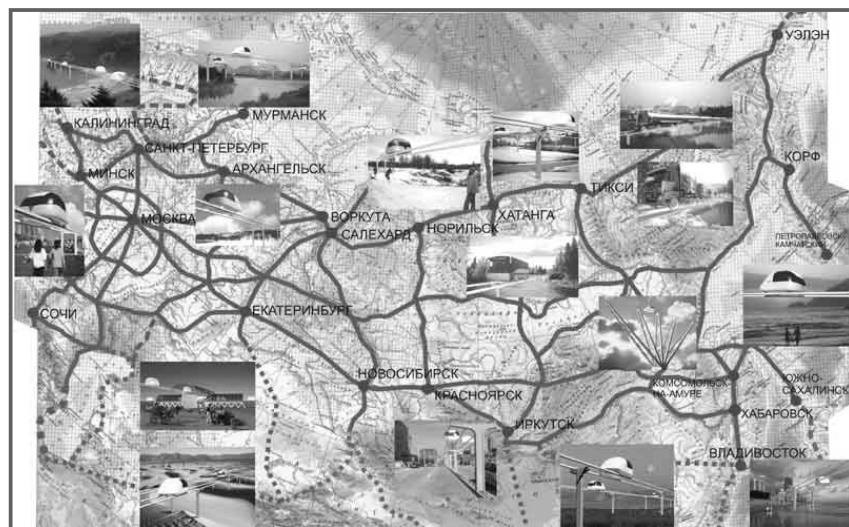 УЭЛЭН
МУРМАНСК
КАЛИНИНГРАД
САНКТ-ПЕТЕРБУРГ
КОРФ
АРХАНГЕЛЬСК
МИНСК
ТИКСИ
ХАТАНГА
ВОРКУТА
МОСКВА
НОРИЛЬСК
САЛЕХАРД
ПЕТРОПАВЛОВСК-
КАМЧАТСКИЙ
СОЧИ
ЕКАТЕРИНБУРГ
НОВОСИБИРСК
КРАСНОЯРСК
КОМСОМОЛЬСК-
НА-АМУРЕ
ЮЖНО-
САХАЛИНСК
ХАБАРОВСК
ИРКУТСК
ВЛАДИВОСТОК